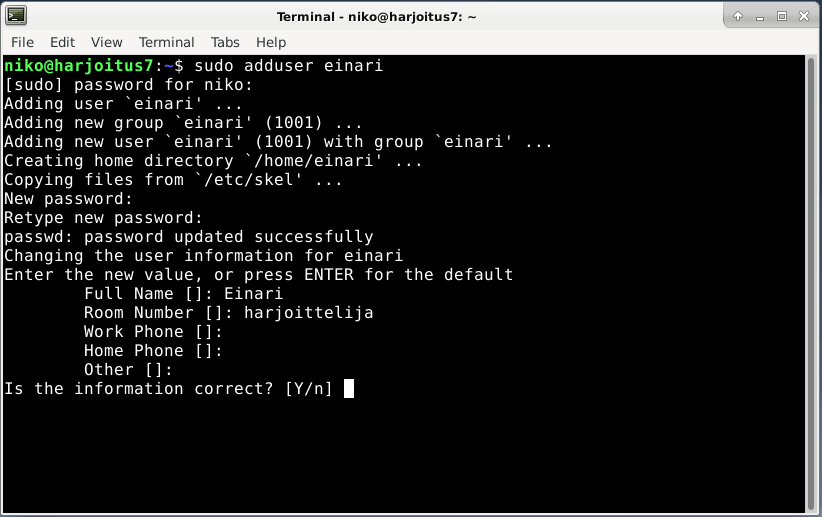 Terminal - niko@harjoitus7: ~
File Edit View Terminal Tabs Help
niko@harjoitus7:~$ sudo adduser einari
[sudo] password for niko:
Adding user `einari' ...
Adding new group `einari' (1001) ...
Adding new user `einari' (1001) with group `einari' ...
Creating home directory `/home/einari' ...
Copying files from `/etc/skel' ...
New password:
Retype new password:
passwd: password updated successfully
Changing the user information for einari
Enter the new value, or press ENTER for the default
        Full Name []: Einari
        Room Number []: harjoittelija
        Work Phone []:
        Home Phone []:
        Other []:
Is the information correct? [Y/n]